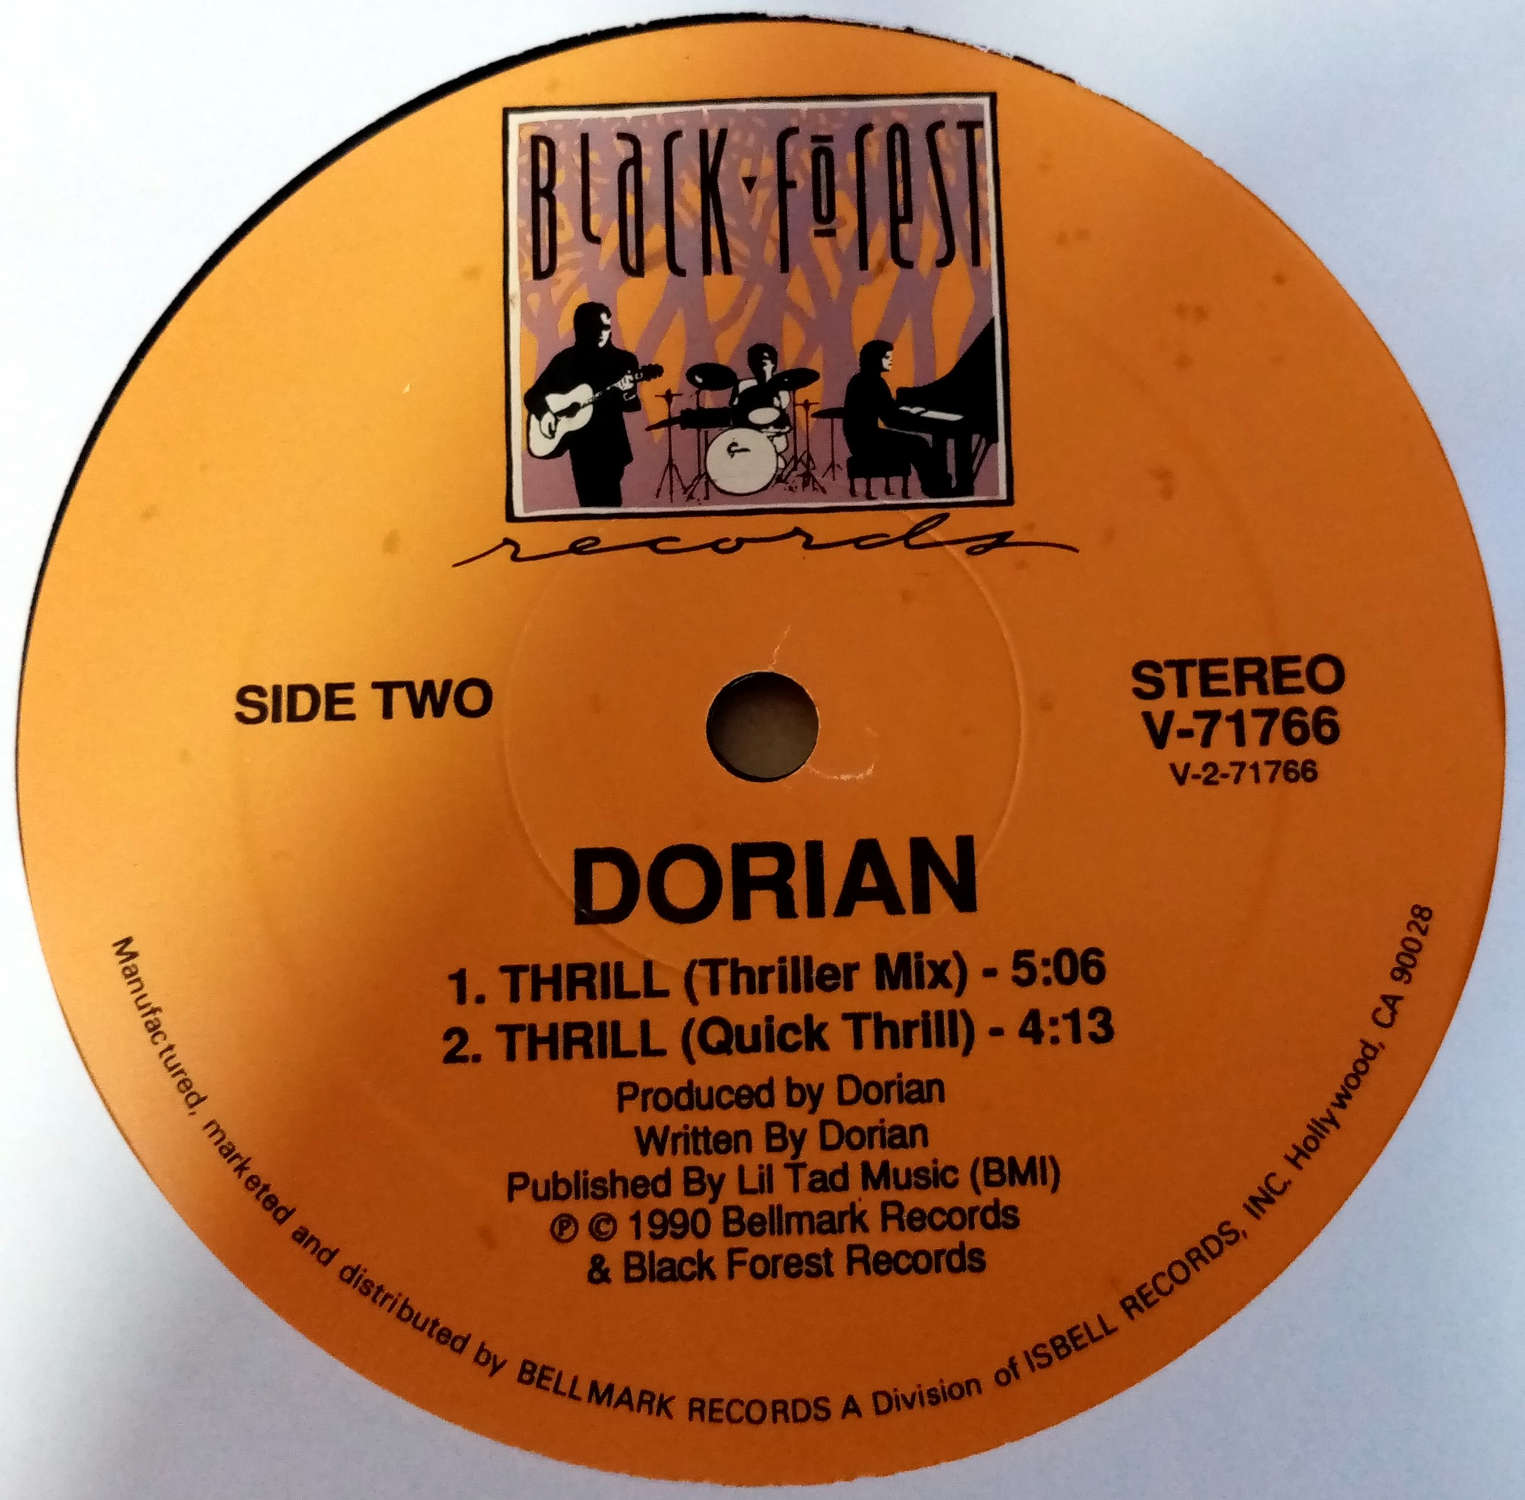 BLACK FOREST
records
SIDE TWO
STEREO
V-71766
V-2-71766
DORIAN
1. THRILL (Thriller Mix) - 5:06
2. THRILL (Quick Thrill) - 4:13
Produced by Dorian
Written By Dorian
Published By Lil Tad Music (BMI)
℗ © 1990 Bellmark Records
& Black Forest Records
Manufactured, marketed and distributed by BELLMARK RECORDS A Division of ISBELL RECORDS, INC. Hollywood, CA 90028